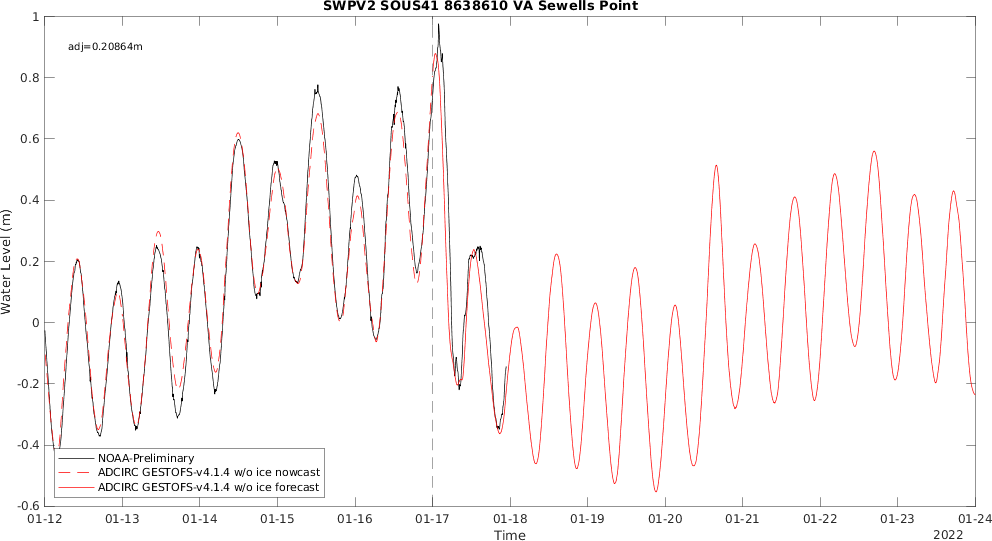 SWPV2 SOUS41 8638610 VA Sewells Point
adj=0.20864m
1
0.8
0.6
0.4
0.2
0
-0.2
-0.4
-0.6
Water Level (m)
NOAA-Preliminary
ADCIRC GESTOFS-v4.1.4 w/o ice nowcast
ADCIRC GESTOFS-v4.1.4 w/o ice forecast
01-12 01-13 01-14 01-15 01-16 01-17 01-18 01-19 01-20 01-21 01-22 01-23 01-24
Time
2022